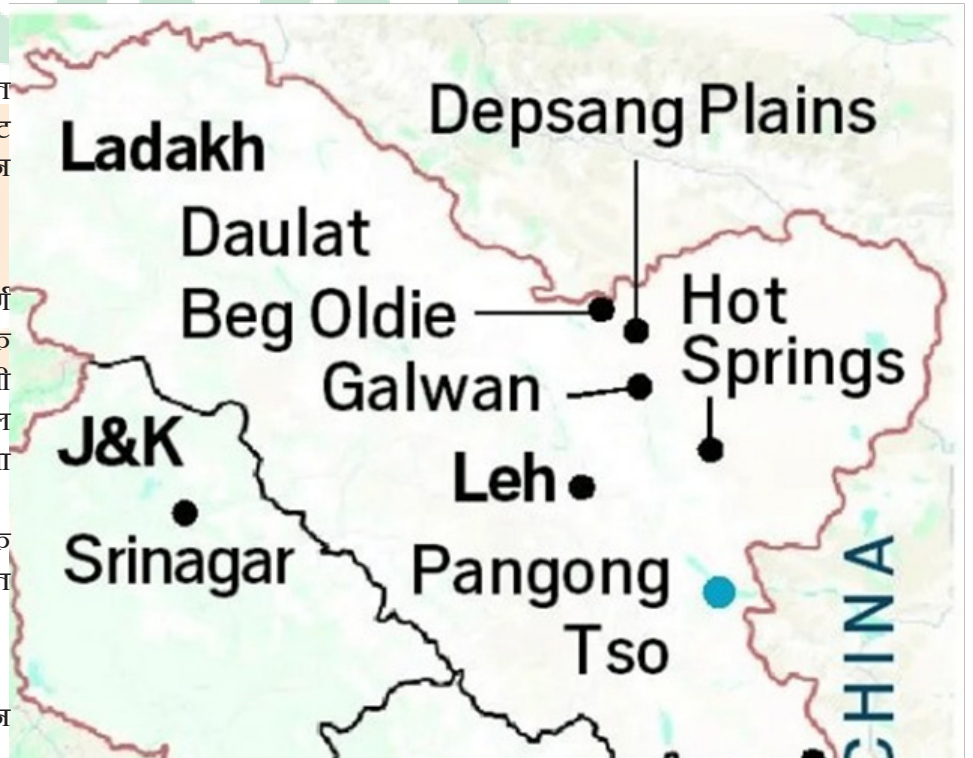 Depsang Plains
Ladakh
Daulat
Beg Oldie
Hot
Springs
Galwan
J&K
Leh
Srinagar
Pangong
Tso
CHINA